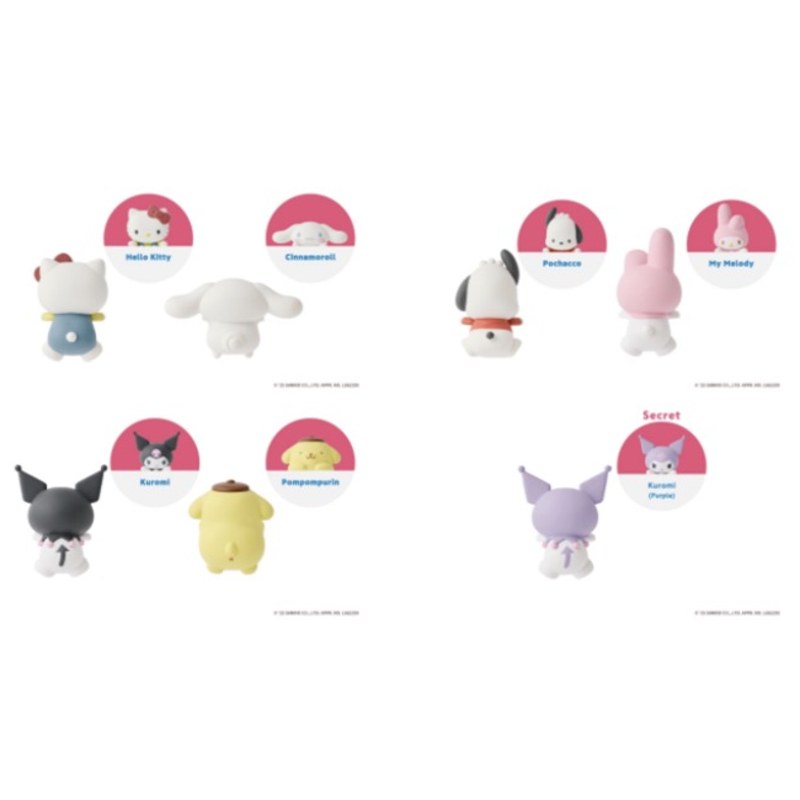 Hello Kitty
Cinnamoroll
Pochacco
My Melody
Kuromi
Pompompurin
Secret
Kuromi
(Purple)